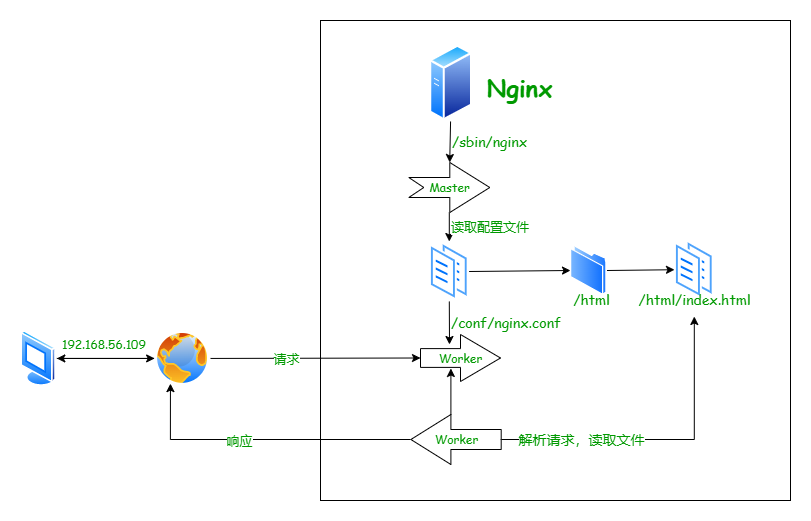 Nginx
/sbin/nginx
Master
读取配置文件
/html
/html/index.html
/conf/nginx.conf
192.168.56.109
请求
Worker
响应
Worker
解析请求，读取文件